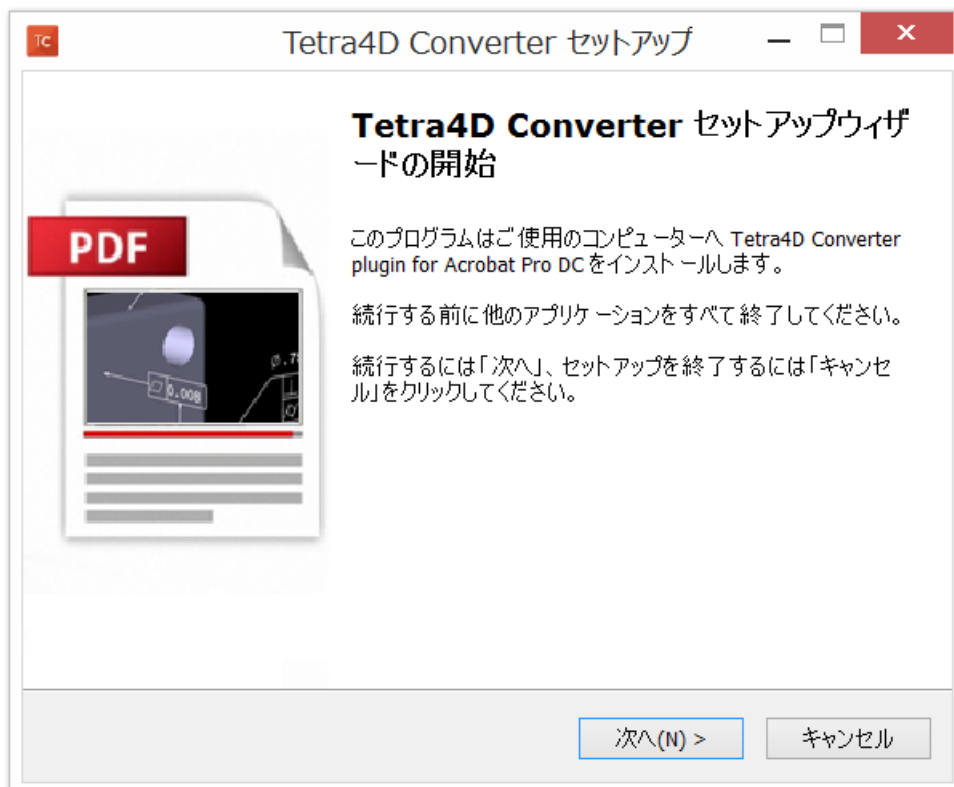 TC
Tetra4D Converter セットアップ
Tetra4D Converter セットアップウィザ
ードの開始
PDF
このプログラムはご使用のコンピューターへ Tetra4D Converter
plugin for Acrobat Pro DC をインストールします。
続行する前に他のアプリケーションをすべて終了してください。
続行するには「次へ」、セットアップを終了するには「キャンセ
ル」をクリックしてください。
0.008
次へ(N) >
キャンセル